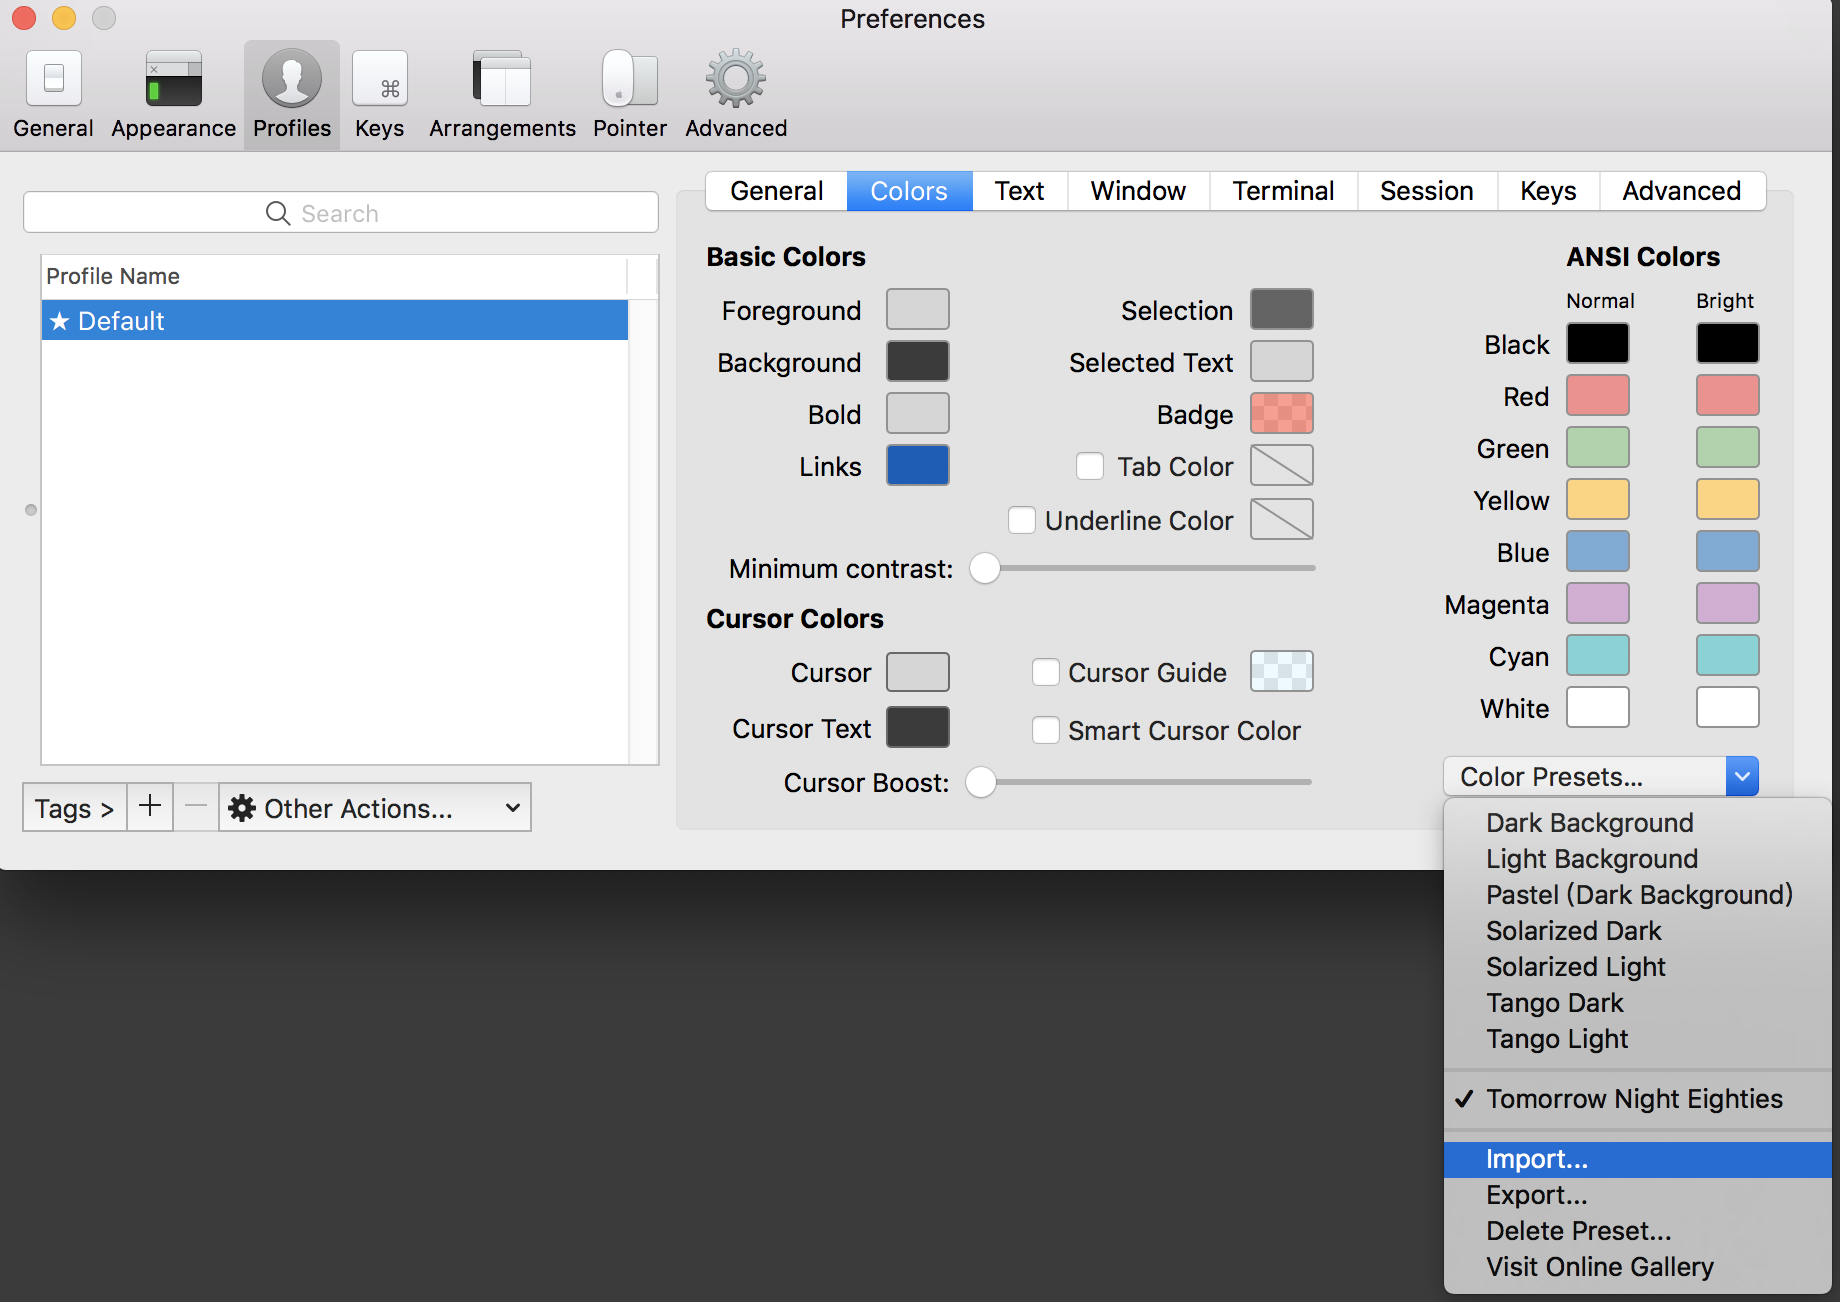 Preferences
General Appearance Profiles Keys Arrangements Pointer Advanced
Search
Profile Name
★ Default
Tags > + − Other Actions...
General Colors Text Window Terminal Session Keys Advanced
Basic Colors
Foreground
Background
Bold
Links
Selection
Selected Text
Badge
Tab Color
Underline Color
Minimum contrast:
Cursor Colors
Cursor
Cursor Text
Cursor Guide
Smart Cursor Color
Cursor Boost:
ANSI Colors
Normal Bright
Black
Red
Green
Yellow
Blue
Magenta
Cyan
White
Color Presets...
Dark Background
Light Background
Pastel (Dark Background)
Solarized Dark
Solarized Light
Tango Dark
Tango Light
✓ Tomorrow Night Eighties
Import...
Export...
Delete Preset...
Visit Online Gallery